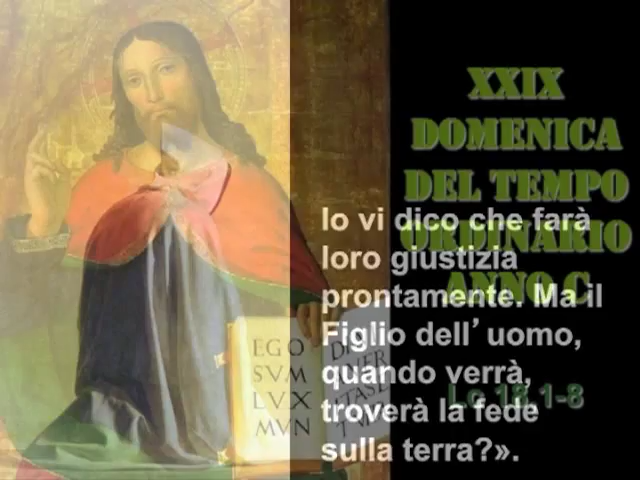 XXIX
DOMENICA
DEL TEMPO
ORDINARIO
ANNO C
Lc 18,1-8
Io vi dico che farà
loro giustizia
prontamente. Ma il
Figlio dell’uomo,
quando verrà,
troverà la fede
sulla terra?».
EGO
SVM
LVX
MVN